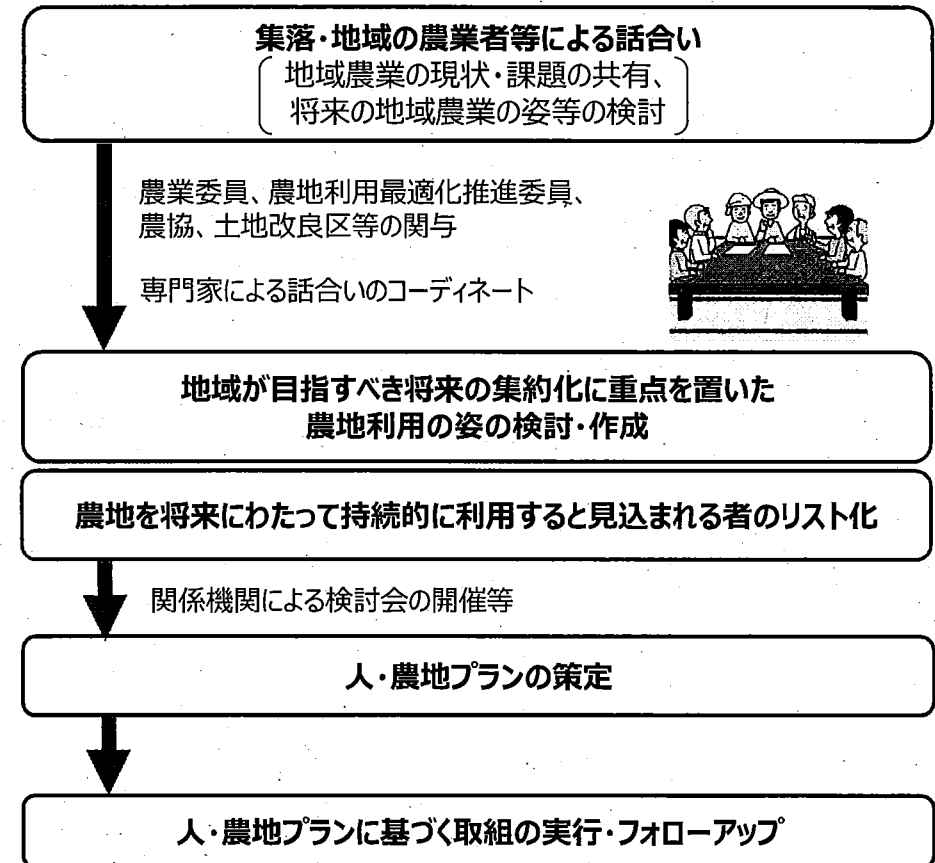 集落・地域の農業者等による話合い
地域農業の現状・課題の共有、
将来の地域農業の姿等の検討
農業委員、農地利用最適化推進委員、
農協、土地改良区等の関与
専門家による話合いのコーディネート
地域が目指すべき将来の集約化に重点を置いた
農地利用の姿の検討・作成
農地を将来にわたって持続的に利用すると見込まれる者のリスト化
関係機関による検討会の開催等
人・農地プランの策定
人・農地プランに基づく取組の実行・フォローアップ